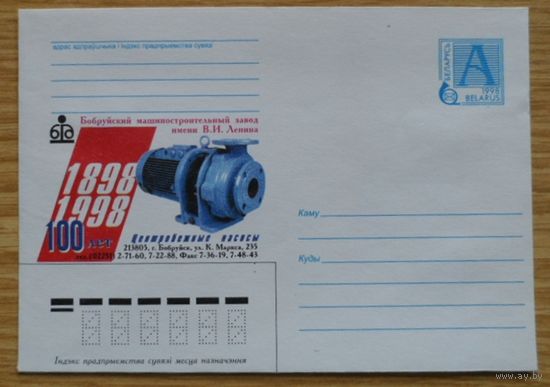 адрас адпраўшчыка і індэкс прадпрыемства сувязі
БЕЛАРУСЬ
А
1998
BELARUS
Бобруйский машиностроительный завод
имени В.И. Ленина
1898
1998
100 лет
Центробежные насосы
213805, г. Бобруйск, ул. К. Маркса, 235
тел. (02251) 2-71-60, 7-22-88, Факс 7-36-19, 7-48-43
Каму
Куды
Індэкс прадпрыемства сувязі месца назначэння
www.ay.by